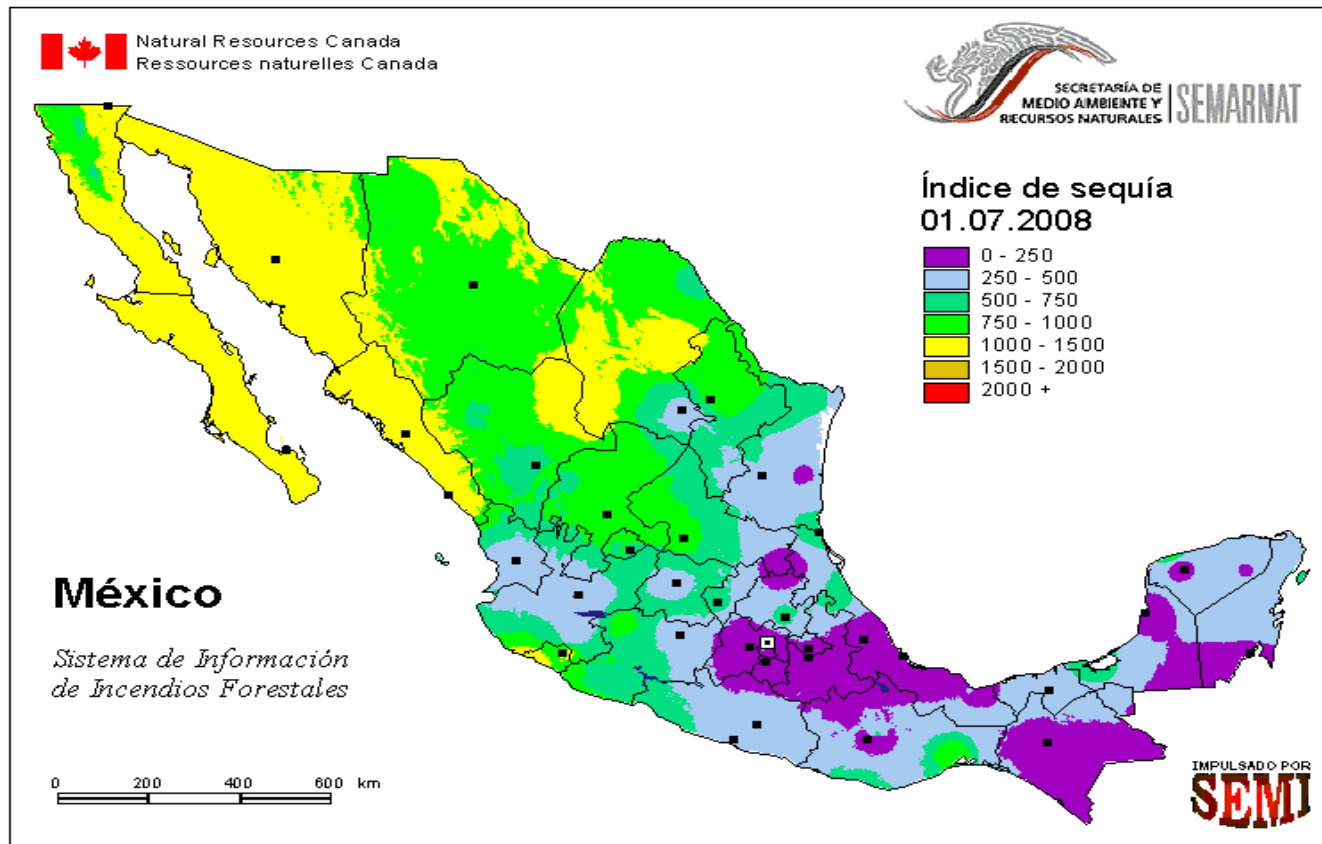 Natural Resources Canada
Ressources naturelles Canada
SECRETARÍA DE
MEDIO AMBIENTE Y
RECURSOS NATURALES
SEMARNAT
Índice de sequía
01.07.2008
0 - 250
250 - 500
500 - 750
750 - 1000
1000 - 1500
1500 - 2000
2000 +
México
Sistema de Información
de Incendios Forestales
0 200 400 600 km
IMPULSADO POR
SEMI